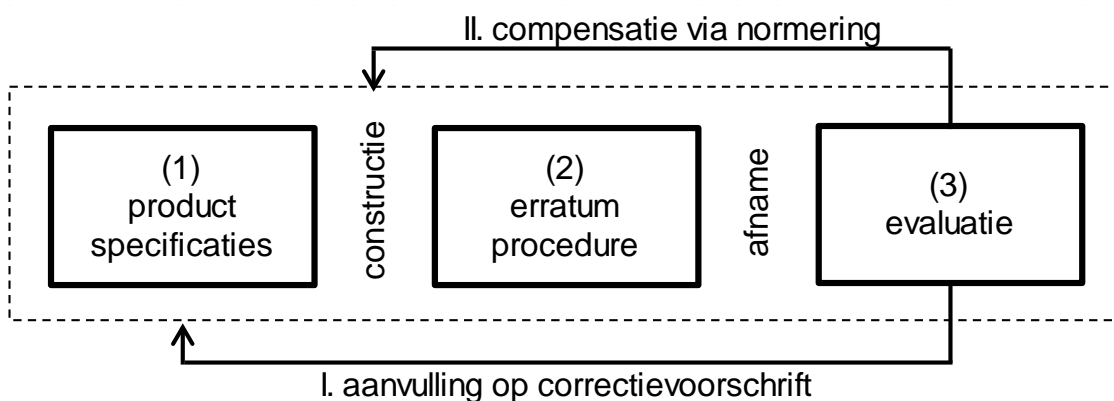 II. compensatie via normering
(1)
product
specificaties
constructie
(2)
erratum
procedure
afname
(3)
evaluatie
I. aanvulling op correctievoorschrift